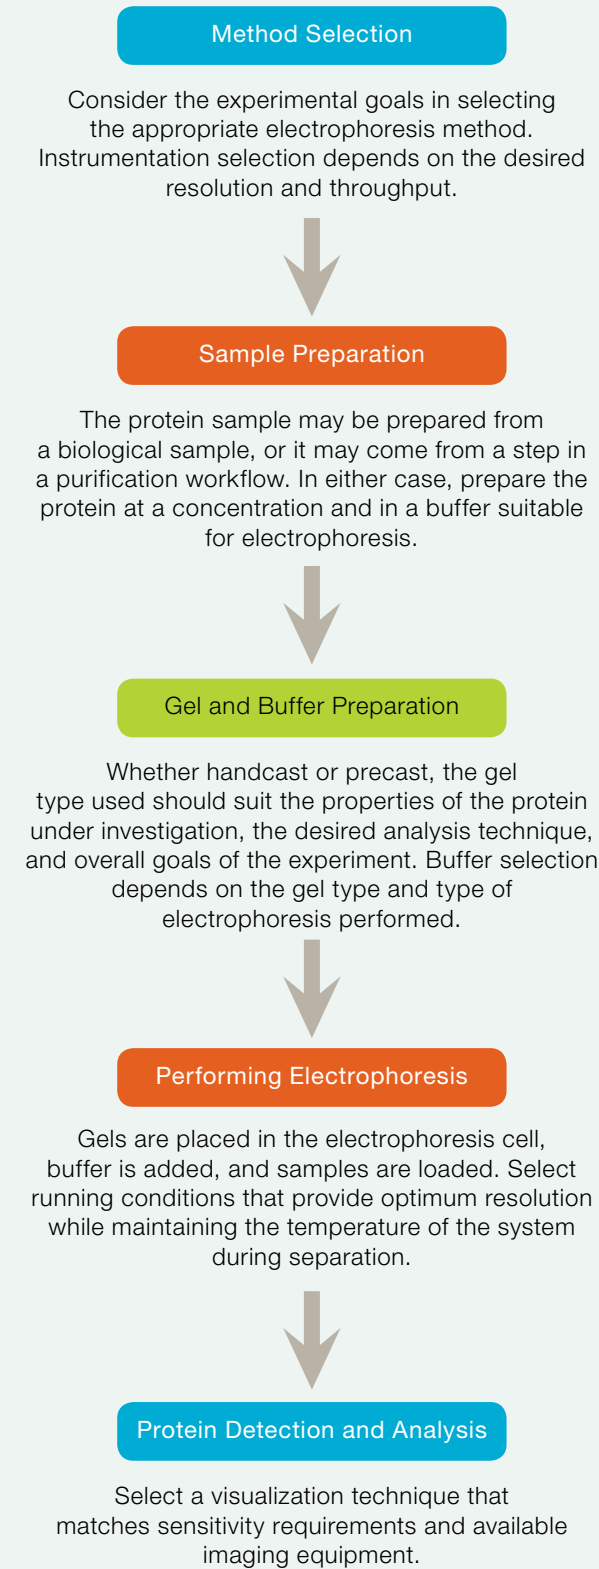 Method Selection
Consider the experimental goals in selecting
the appropriate electrophoresis method.
Instrumentation selection depends on the desired
resolution and throughput.
Sample Preparation
The protein sample may be prepared from
a biological sample, or it may come from a step in
a purification workflow. In either case, prepare the
protein at a concentration and in a buffer suitable
for electrophoresis.
Gel and Buffer Preparation
Whether handcast or precast, the gel
type used should suit the properties of the protein
under investigation, the desired analysis technique,
and overall goals of the experiment. Buffer selection
depends on the gel type and type of
electrophoresis performed.
Performing Electrophoresis
Gels are placed in the electrophoresis cell,
buffer is added, and samples are loaded. Select
running conditions that provide optimum resolution
while maintaining the temperature of the system
during separation.
Protein Detection and Analysis
Select a visualization technique that
matches sensitivity requirements and available
imaging equipment.